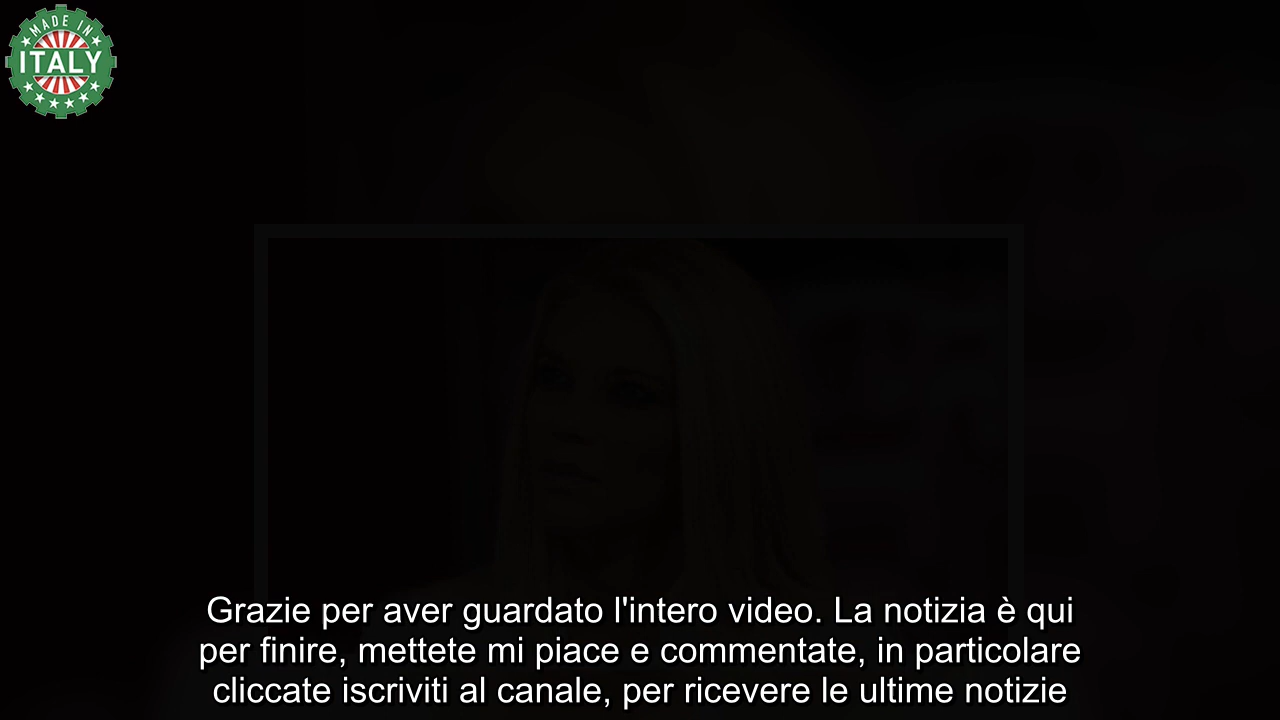 MADE IN
ITALY
Grazie per aver guardato l'intero video. La notizia è qui
per finire, mettete mi piace e commentate, in particolare
cliccate iscriviti al canale, per ricevere le ultime notizie